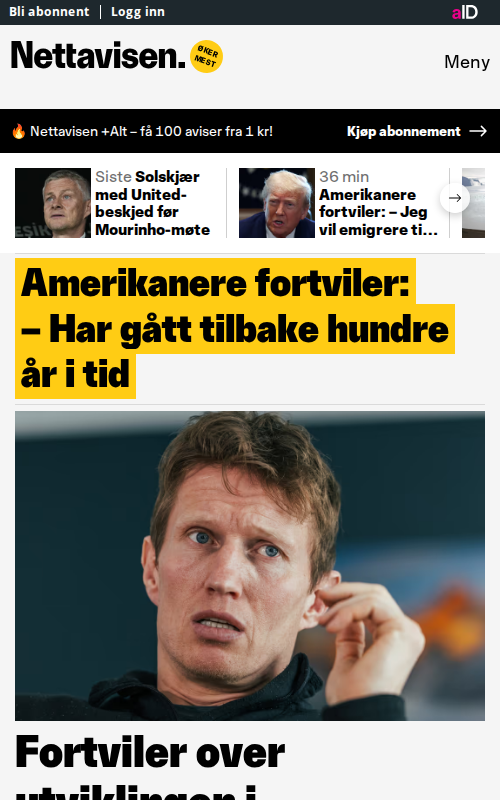 Bli abonnent
Logg inn
aID
Nettavisen.
ØKER
MEST
Meny
🔥 Nettavisen +Alt – få 100 aviser fra 1 kr!
Kjøp abonnement →
Siste Solskjær
med United-
beskjed før
Mourinho-møte
36 min
Amerikanere
fortviler: – Jeg
vil emigrere ti...
Amerikanere fortviler:
– Har gått tilbake hundre
år i tid
Fortviler over
utviklingen i